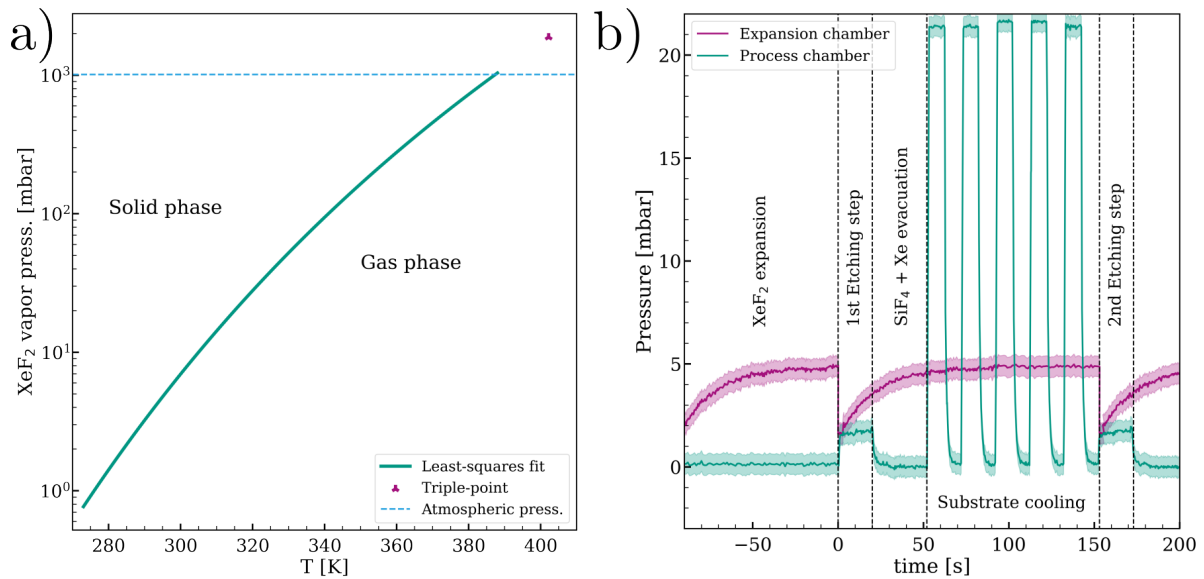 a)
XeF₂ vapor press. [mbar]
10³
10²
10¹
10⁰
Solid phase
Gas phase
Least-squares fit
Triple-point
Atmospheric press.
280 300 320 340 360 380 400
T [K]
b)
Pressure [mbar]
20
15
10
5
0
Expansion chamber
Process chamber
XeF₂ expansion
1st Etching step
SiF₄ + Xe evacuation
2nd Etching step
Substrate cooling
−50 0 50 100 150 200
time [s]